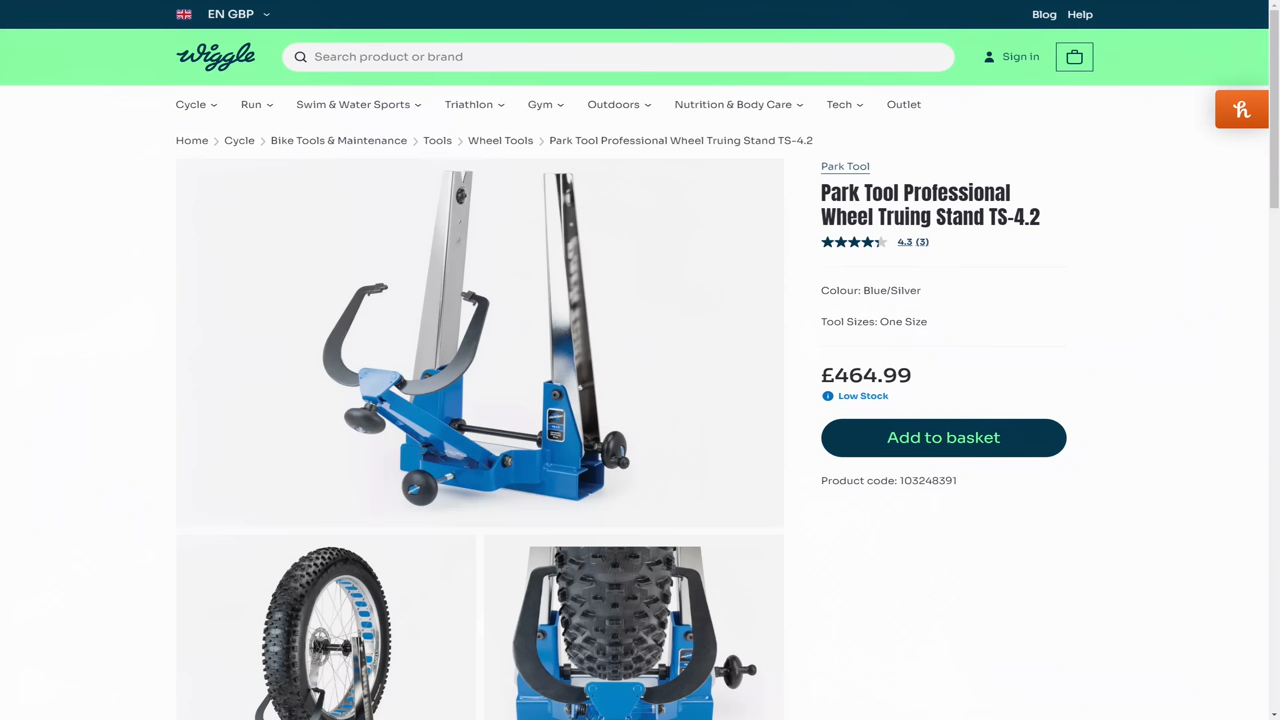 EN GBP
Blog Help
wiggle
Search product or brand
Sign in
Cycle Run Swim & Water Sports Triathlon Gym Outdoors Nutrition & Body Care Tech Outlet
Home Cycle Bike Tools & Maintenance Tools Wheel Tools Park Tool Professional Wheel Truing Stand TS-4.2
Park Tool
Park Tool Professional
Wheel Truing Stand TS-4.2
4.3 (3)
Colour: Blue/Silver
Tool Sizes: One Size
£464.99
Low Stock
Add to basket
Product code: 103248391